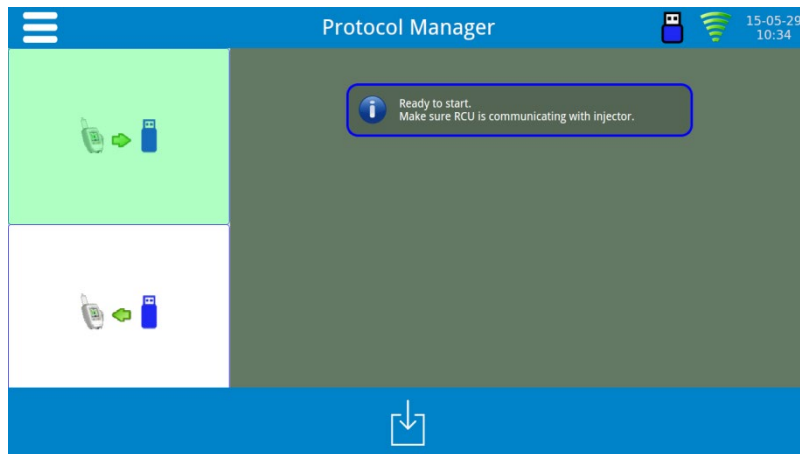 Protocol Manager
15-05-29
10:34
Ready to start.
Make sure RCU is communicating with injector.